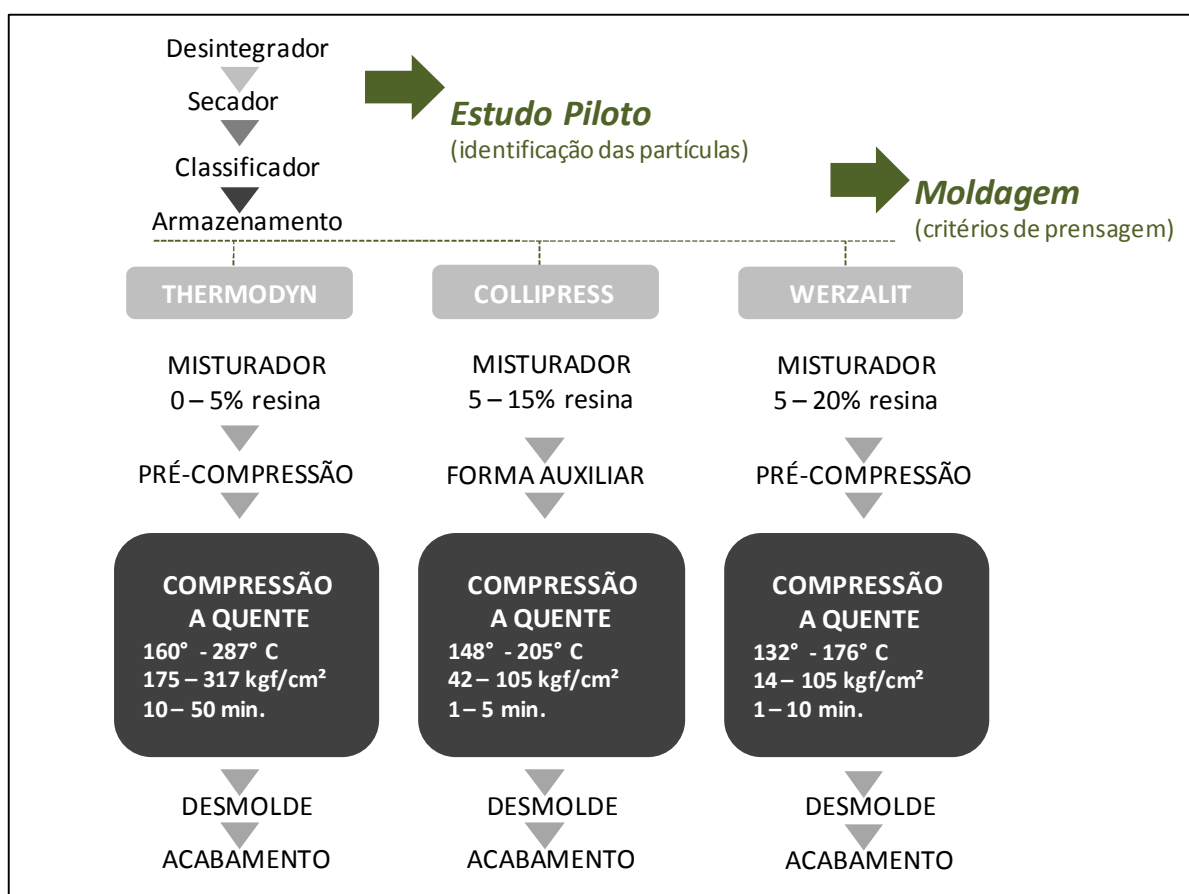 Desintegrador
Secador
Classificador
Armazenamento
Estudo Piloto
(identificação das partículas)
Moldagem
(critérios de prensagem)
THERMODYN
MISTURADOR
0 – 5% resina
PRÉ-COMPRESSÃO
COMPRESSÃO
A QUENTE
160° - 287° C
175 – 317 kgf/cm²
10 – 50 min.
DESMOLDE
ACABAMENTO
COLLIPRESS
MISTURADOR
5 – 15% resina
FORMA AUXILIAR
COMPRESSÃO
A QUENTE
148° - 205° C
42 – 105 kgf/cm²
1 – 5 min.
DESMOLDE
ACABAMENTO
WERZALIT
MISTURADOR
5 – 20% resina
PRÉ-COMPRESSÃO
COMPRESSÃO
A QUENTE
132° - 176° C
14 – 105 kgf/cm²
1 – 10 min.
DESMOLDE
ACABAMENTO